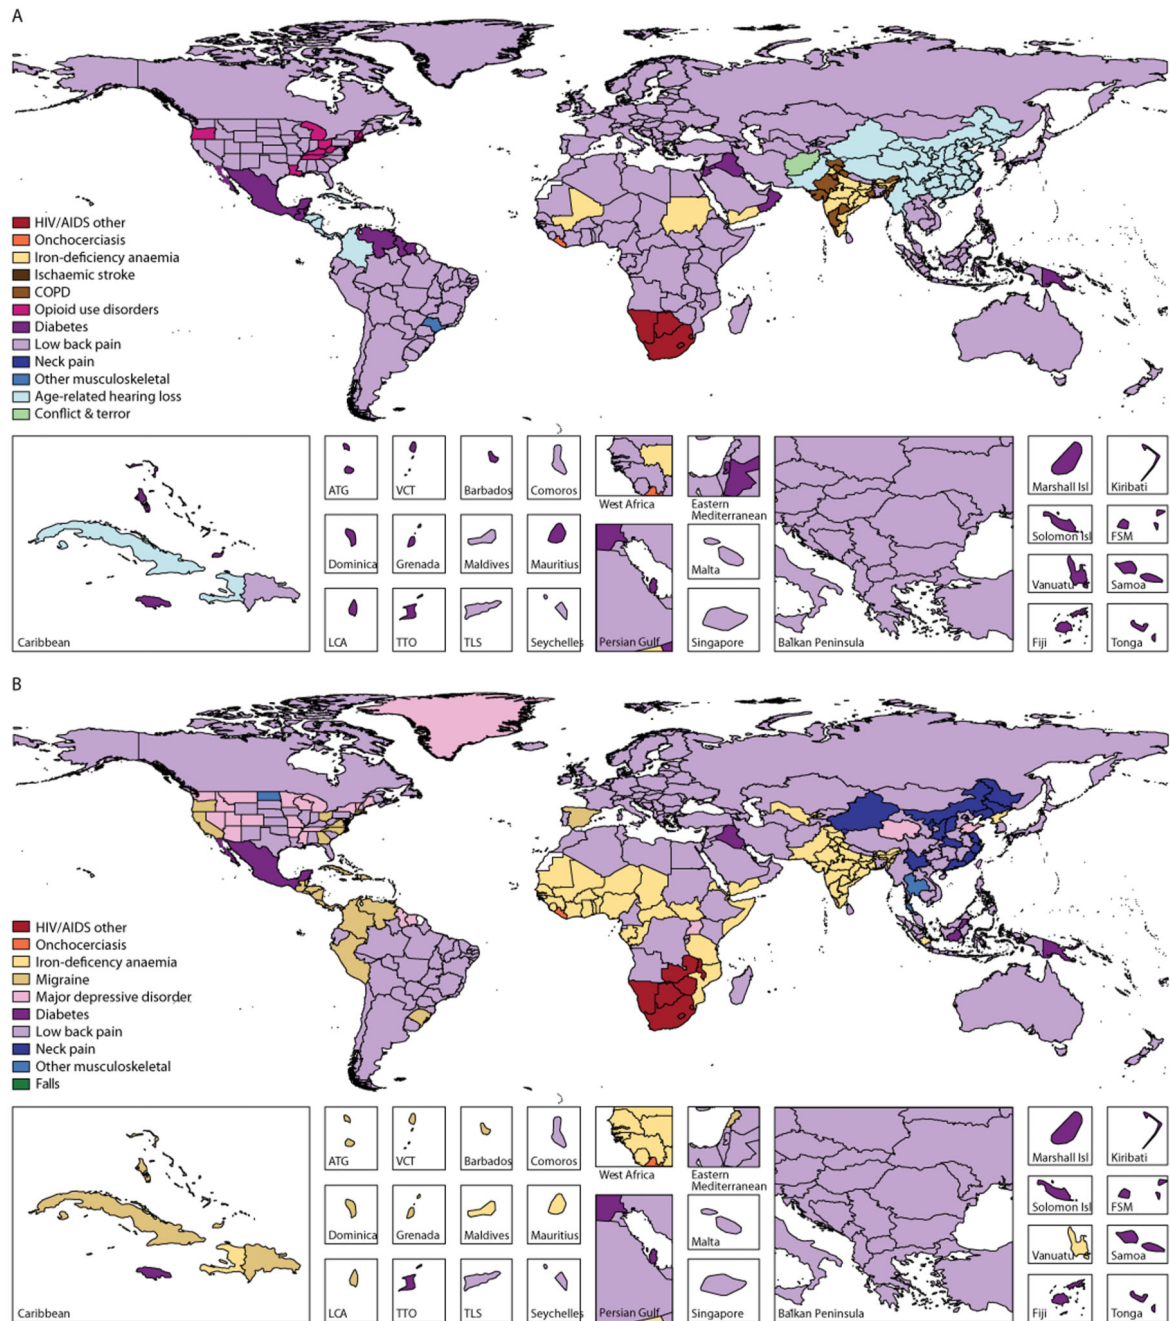 A
HIV/AIDS other
Onchocerciasis
Iron-deficiency anaemia
Ischaemic stroke
COPD
Opioid use disorders
Diabetes
Low back pain
Neck pain
Other musculoskeletal
Age-related hearing loss
Conflict & terror
Caribbean
ATG
VCT
Barbados
Comoros
West Africa
Eastern
Mediterranean
Marshall Isl
Kiribati
Dominica
Grenada
Maldives
Mauritius
Malta
Solomon Isl
FSM
Vanuatu
Samoa
LCA
TTO
TLS
Seychelles
Persian Gulf
Singapore
Balkan Peninsula
Fiji
Tonga
B
HIV/AIDS other
Onchocerciasis
Iron-deficency anaemia
Migraine
Major depressive disorder
Diabetes
Low back pain
Neck pain
Other musculoskeletal
Falls
Caribbean
ATG
VCT
Barbados
Comoros
West Africa
Eastern
Mediterranean
Marshall Isl
Kiribati
Dominica
Grenada
Maldives
Mauritius
Malta
Solomon Isl
FSM
Vanuatu
Samoa
LCA
TTO
TLS
Seychelles
Persian Gulf
Singapore
Balkan Peninsula
Fiji
Tonga